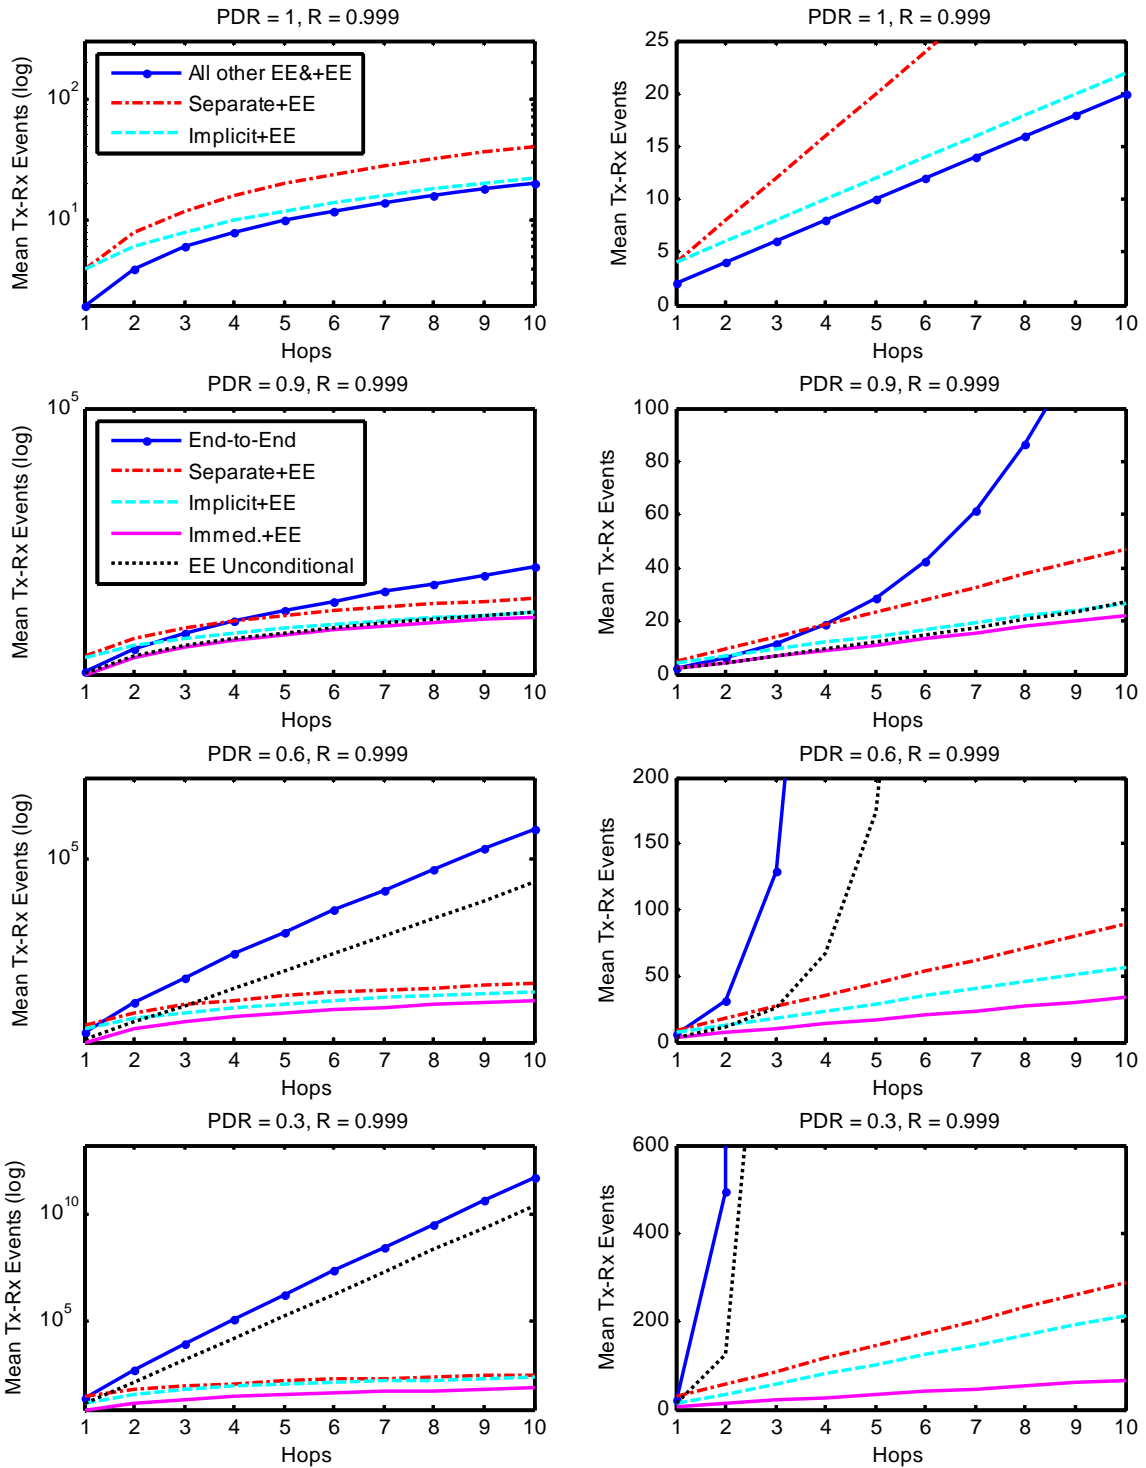 PDR = 1, R = 0.999
Mean Tx-Rx Events (log)
10^2
10^1
All other EE&+EE
Separate+EE
Implicit+EE
1 2 3 4 5 6 7 8 9 10
Hops
PDR = 1, R = 0.999
Mean Tx-Rx Events
25
20
15
10
5
0
1 2 3 4 5 6 7 8 9 10
Hops
PDR = 0.9, R = 0.999
Mean Tx-Rx Events (log)
10^5
End-to-End
Separate+EE
Implicit+EE
Immed.+EE
EE Unconditional
1 2 3 4 5 6 7 8 9 10
Hops
PDR = 0.9, R = 0.999
Mean Tx-Rx Events
100
80
60
40
20
0
1 2 3 4 5 6 7 8 9 10
Hops
PDR = 0.6, R = 0.999
Mean Tx-Rx Events (log)
10^5
1 2 3 4 5 6 7 8 9 10
Hops
PDR = 0.6, R = 0.999
Mean Tx-Rx Events
200
150
100
50
0
1 2 3 4 5 6 7 8 9 10
Hops
PDR = 0.3, R = 0.999
Mean Tx-Rx Events (log)
10^10
10^5
1 2 3 4 5 6 7 8 9 10
Hops
PDR = 0.3, R = 0.999
Mean Tx-Rx Events
600
400
200
0
1 2 3 4 5 6 7 8 9 10
Hops